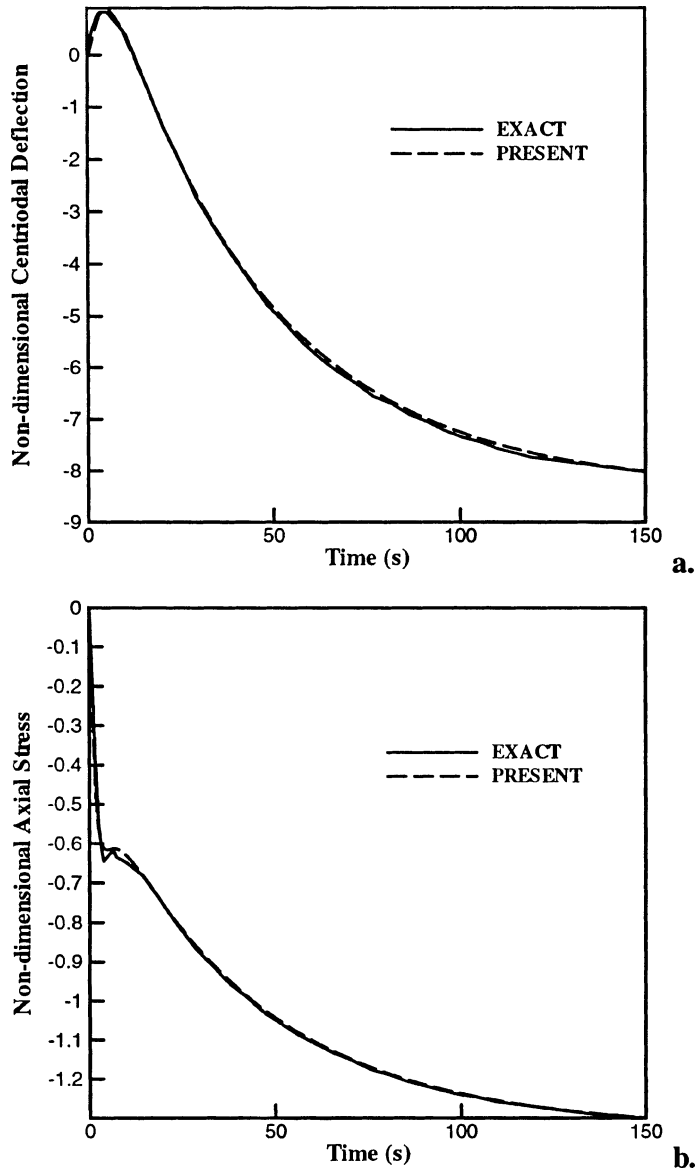 Non-dimensional Centriodal Deflection
0
-1
-2
-3
-4
-5
-6
-7
-8
-9
EXACT
PRESENT
0 50 100 150
Time (s)
a.
Non-dimensional Axial Stress
0
-0.1
-0.2
-0.3
-0.4
-0.5
-0.6
-0.7
-0.8
-0.9
-1
-1.1
-1.2
EXACT
PRESENT
0 50 100 150
Time (s)
b.